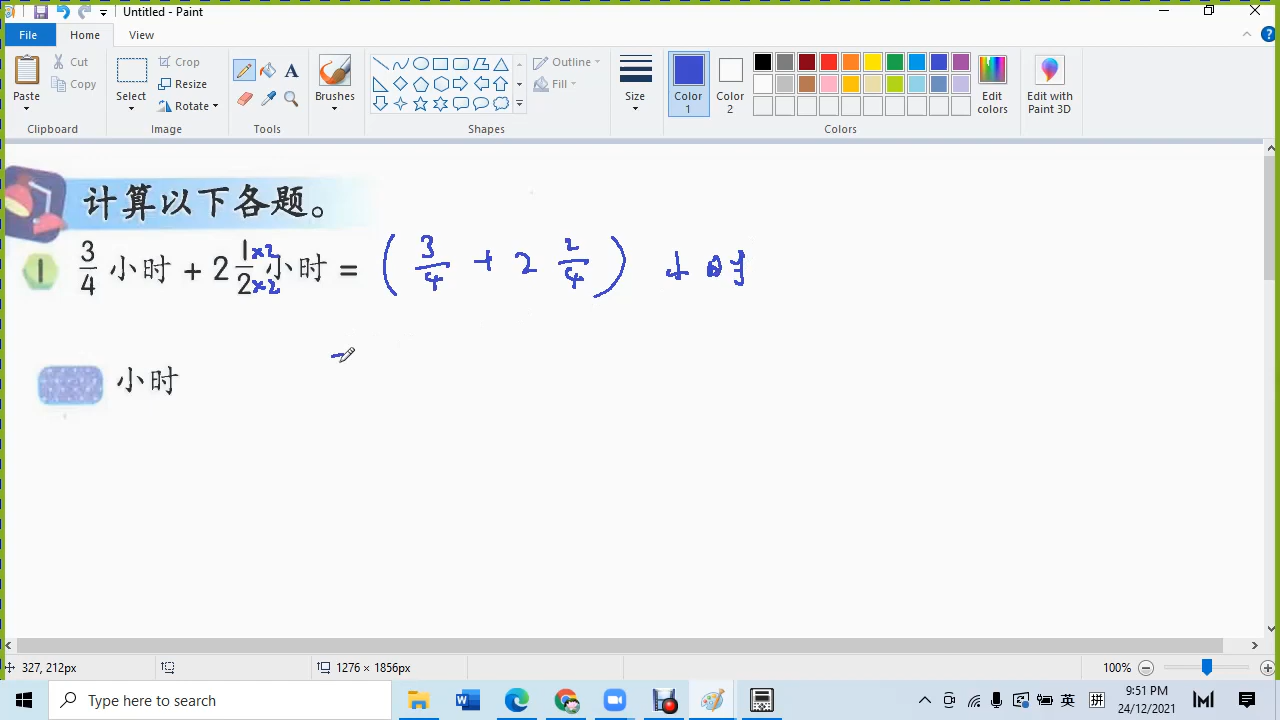 Untitled - Paint
File Home View
Paste Cut Copy Clipboard
Select Crop Resize Rotate Image
Tools
Brushes
Outline Fill Shapes
Size
Color 1 Color 2 Edit colors Colors
Edit with Paint 3D
计算以下各题。
1 3/4 小时 + 2 1/2 ×2 ×2 小时 = ( 3/4 + 2 2/4 ) 小时
小时
327, 212px 1276 × 1856px 100%
Type here to search
英 拼 9:51 PM 24/12/2021